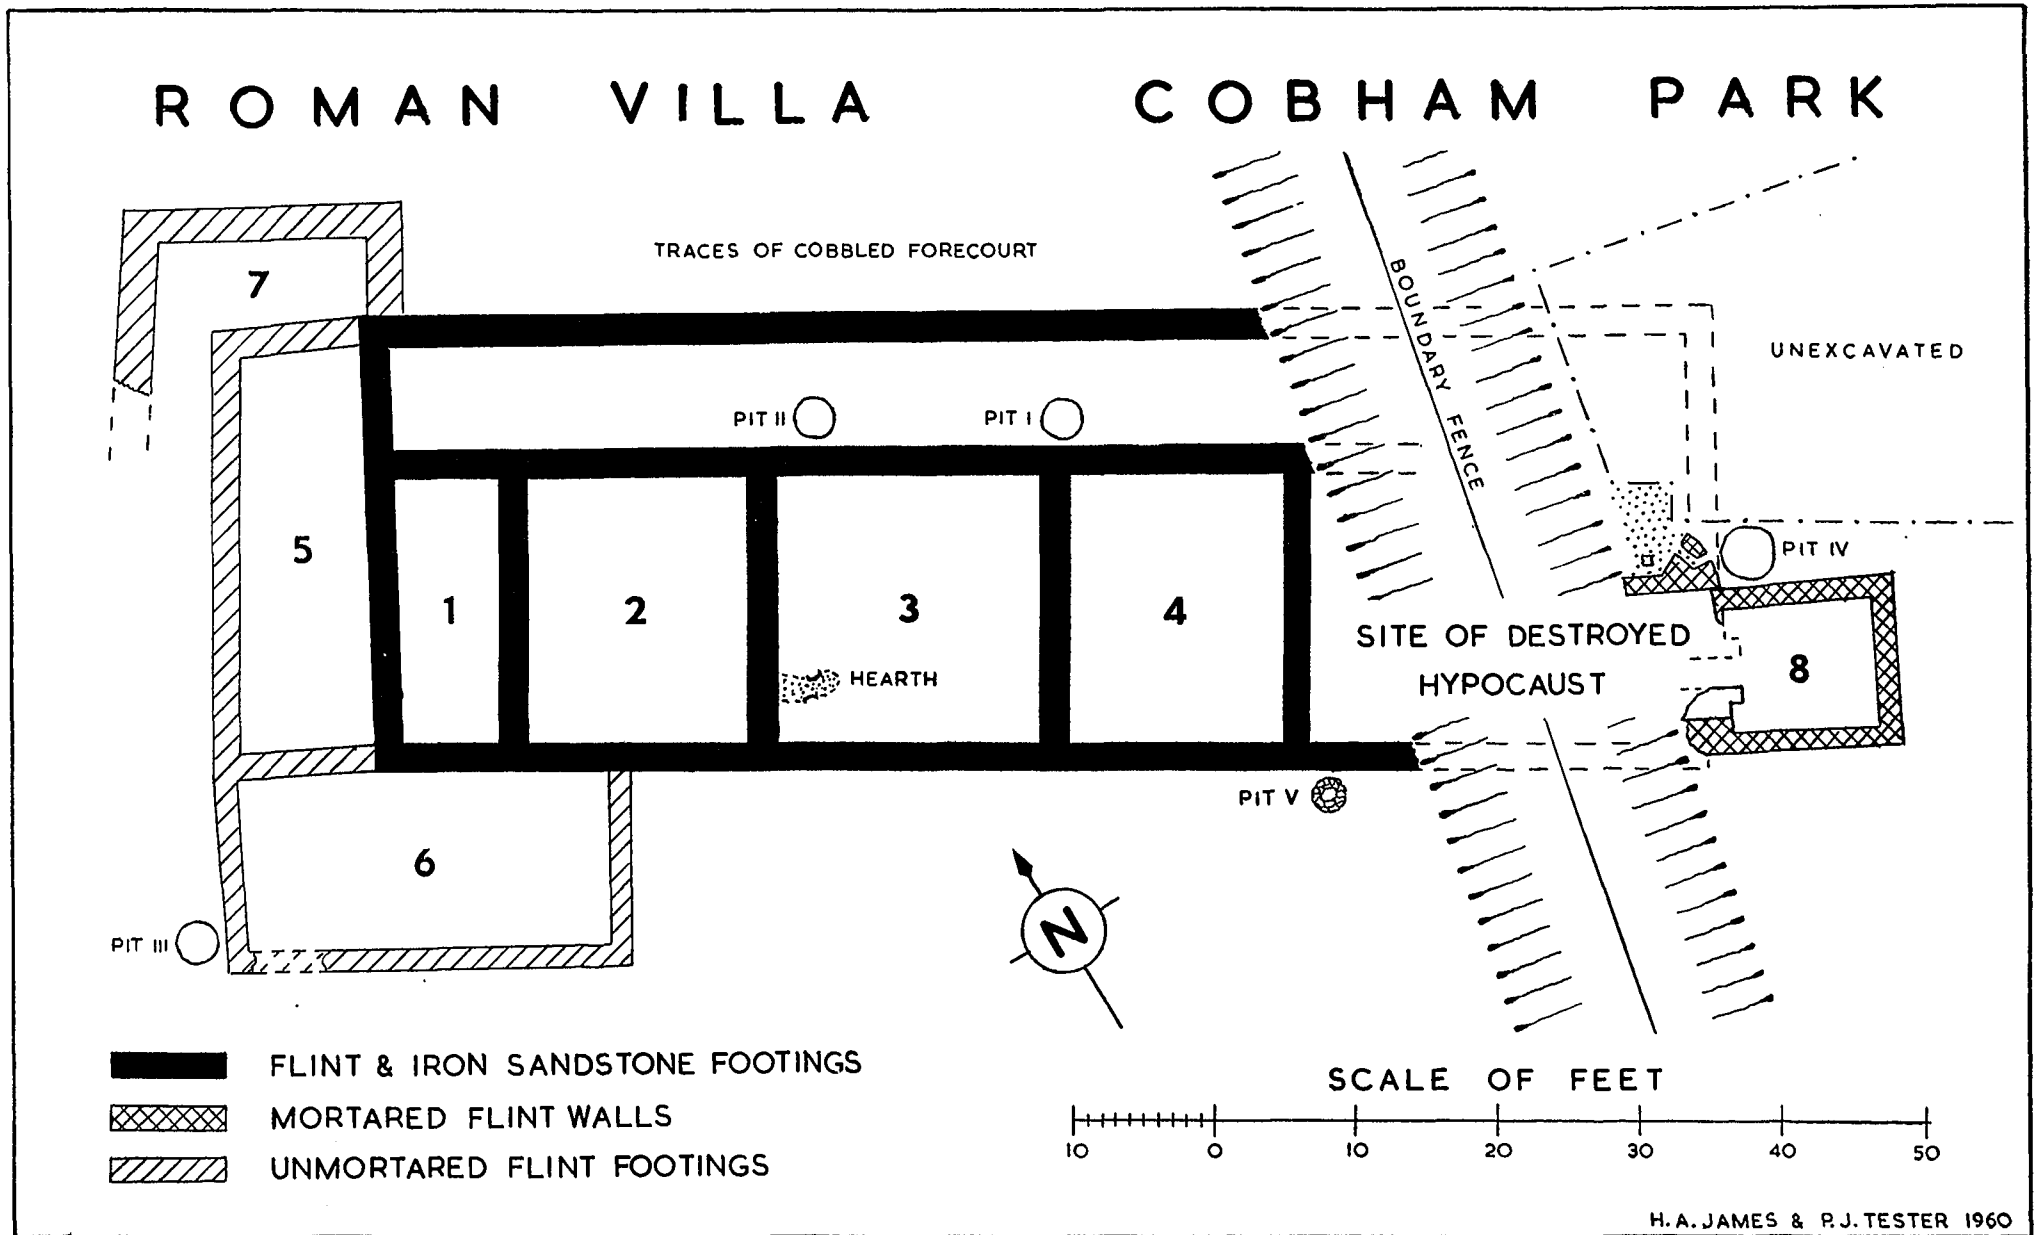 ROMAN VILLA COBHAM PARK
TRACES OF COBBLED FORECOURT
7
BOUNDARY FENCE
UNEXCAVATED
PIT II
PIT I
5
1
2
3
4
PIT IV
HEARTH
SITE OF DESTROYED
HYPOCAUST
8
PIT V
6
PIT III
N
FLINT & IRON SANDSTONE FOOTINGS
MORTARED FLINT WALLS
UNMORTARED FLINT FOOTINGS
SCALE OF FEET
10 0 10 20 30 40 50
H.A. JAMES & P.J. TESTER 1960